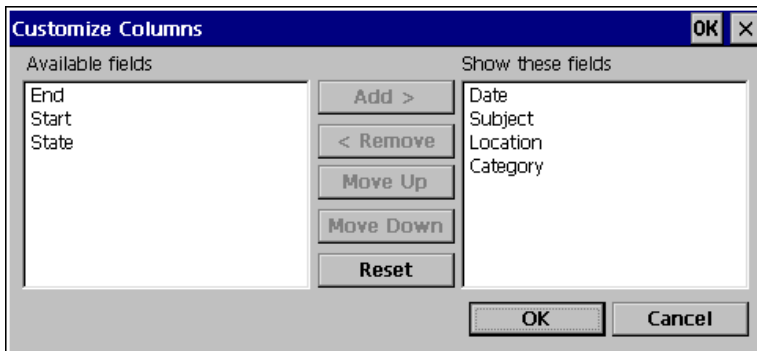 Customize Columns OK ×
Available fields
End
Start
State
Add >
< Remove
Move Up
Move Down
Reset
Show these fields
Date
Subject
Location
Category
OK
Cancel